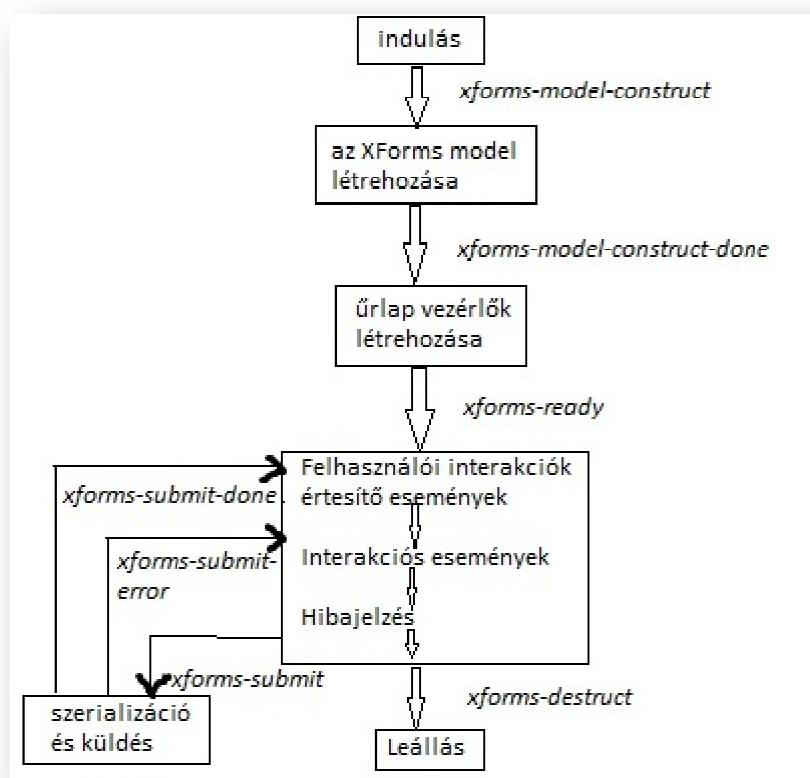 indulás
xforms-model-construct
az XForms model
létrehozása
xforms-model-construct-done
űrlap vezérlők
létrehozása
xforms-ready
Felhasználói interakciók
értesítő események
xforms-submit-done
Interakciós események
xforms-submit-
error
Hibajelzés
xforms-submit
xforms-destruct
szerializáció
és küldés
Leállás